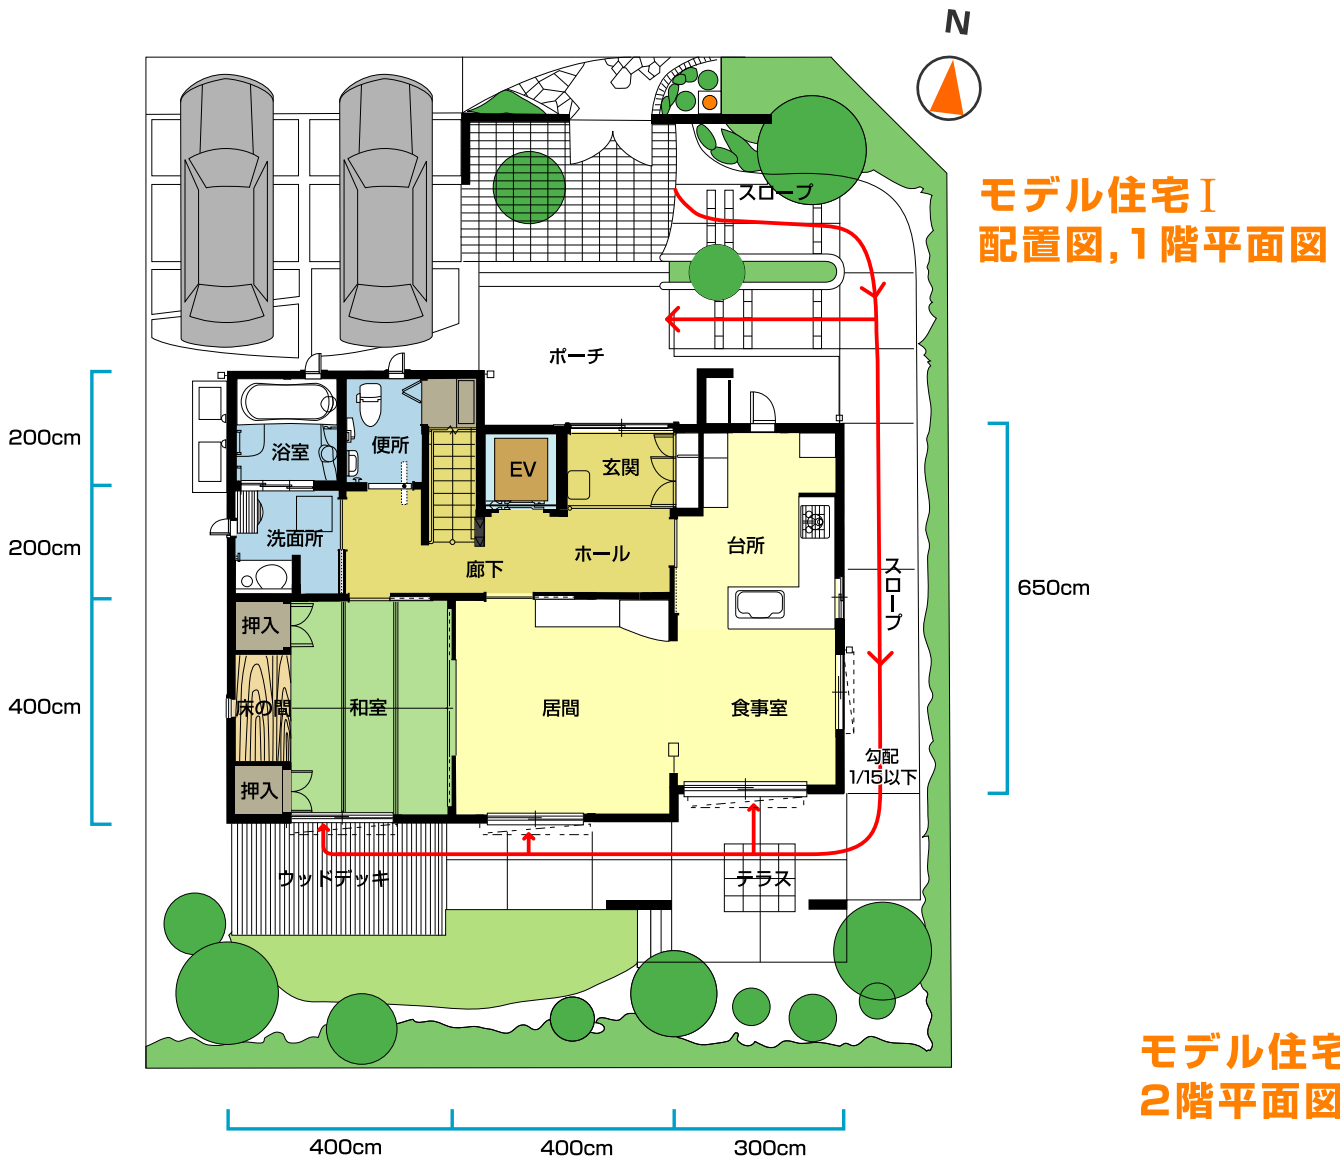 N
モデル住宅Ⅰ
配置図,1階平面図
スロープ
ポーチ
200cm
浴室
便所
EV
玄関
200cm
洗面所
廊下
ホール
台所
スロープ
650cm
押入
400cm
床の間
和室
居間
食事室
勾配
1/15以下
押入
ウッドデッキ
テラス
モデル住宅
2階平面図
400cm
400cm
300cm